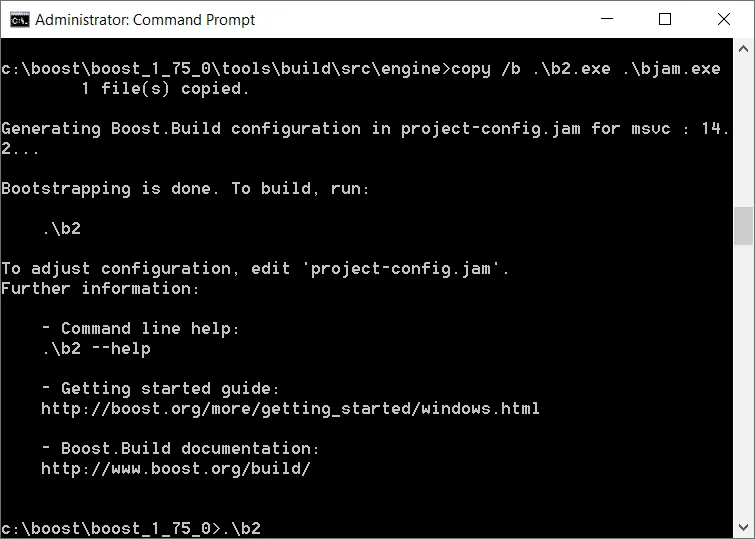 Administrator: Command Prompt
c:\boost\boost_1_75_0\tools\build\src\engine>copy /b .\b2.exe .\bjam.exe
        1 file(s) copied.
Generating Boost.Build configuration in project-config.jam for msvc : 14.
2...
Bootstrapping is done. To build, run:
    .\b2
To adjust configuration, edit 'project-config.jam'.
Further information:
    - Command line help:
    .\b2 --help
    - Getting started guide:
    http://boost.org/more/getting_started/windows.html
    - Boost.Build documentation:
    http://www.boost.org/build/
c:\boost\boost_1_75_0>.\b2